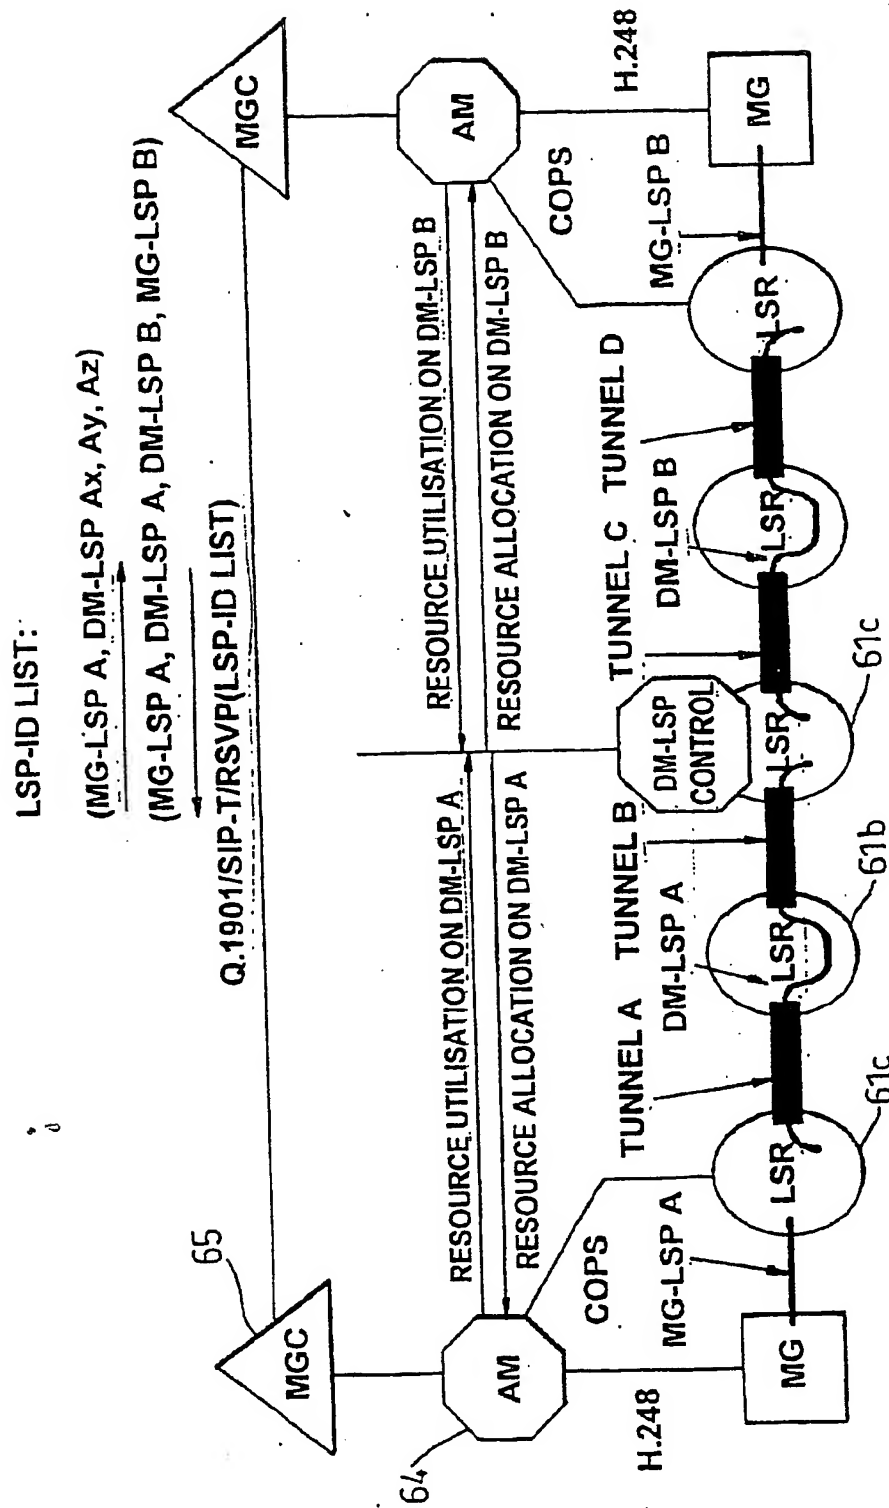 LSP-ID LIST:
(MG-LSP A, DM-LSP Ax, Ay, Az)
(MG-LSP A, DM-LSP A, DM-LSP B, MG-LSP B)
Q.1901/SIP-T/RSVP(LSP-ID LIST)
65
MGC
MGC
64
AM
AM
RESOURCE UTILISATION ON DM-LSP A
RESOURCE ALLOCATION ON DM-LSP A
RESOURCE UTILISATION ON DM-LSP B
RESOURCE ALLOCATION ON DM-LSP B
H.248
COPS
COPS
H.248
MG-LSP A
TUNNEL A
TUNNEL B
DM-LSP A
DM-LSP
CONTROL
TUNNEL C
TUNNEL D
DM-LSP B
MG-LSP B
MG
LSR
LSR
LSR
LSR
LSR
MG
61c
61b
61c